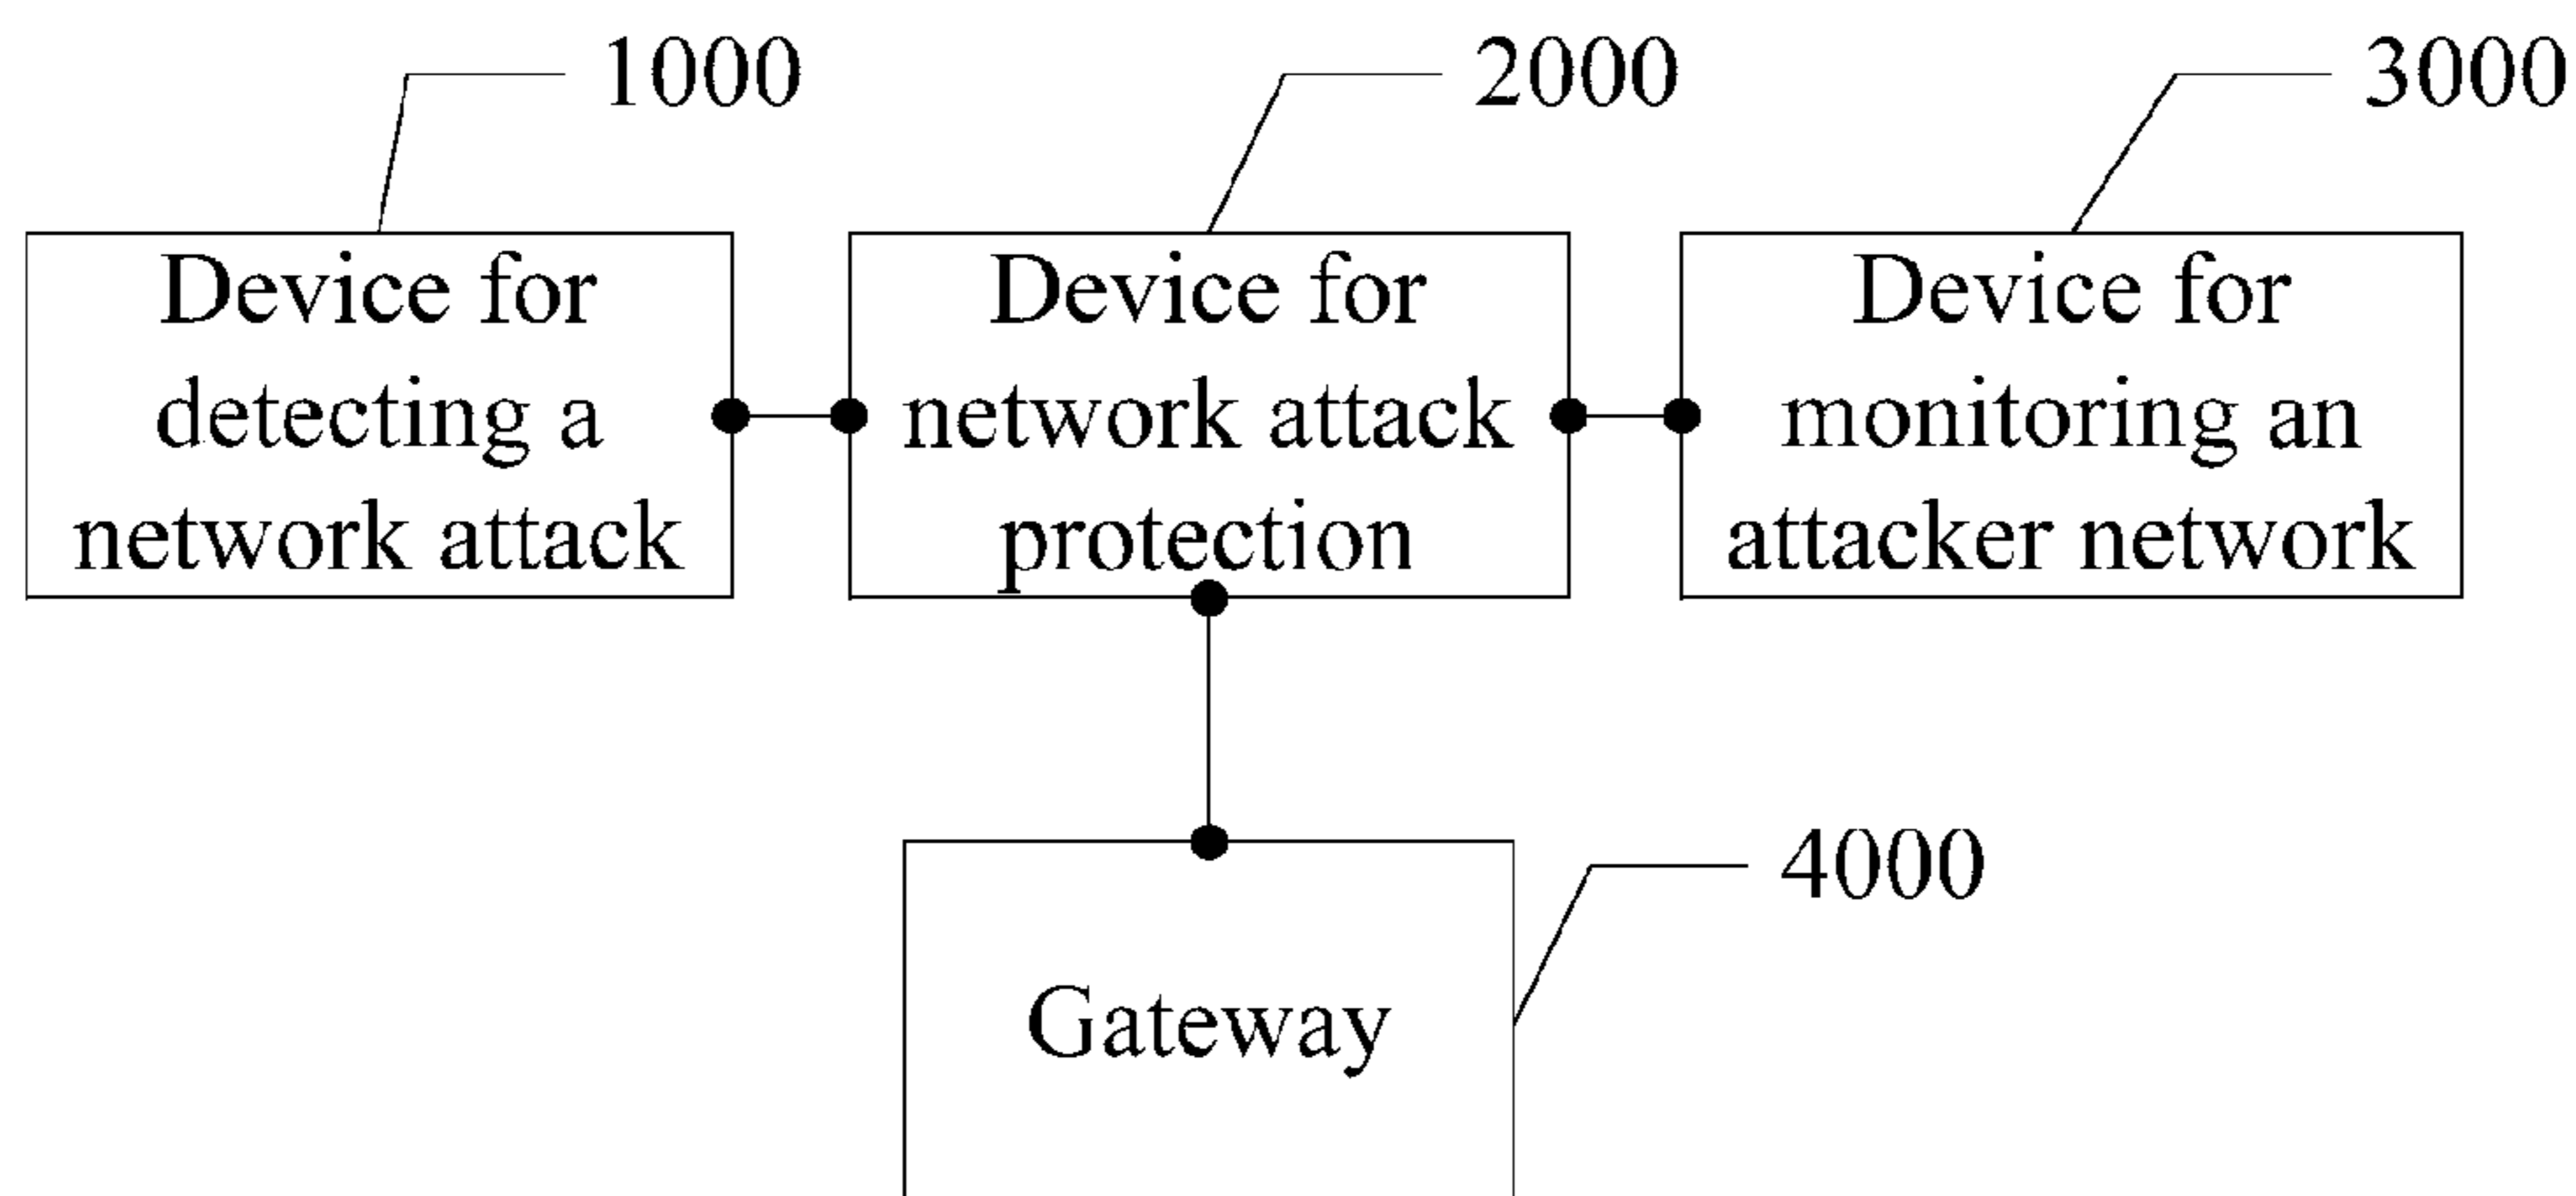 1000
2000
3000
Device for
detecting a
network attack
Device for
network attack
protection
Device for
monitoring an
attacker network
4000
Gateway